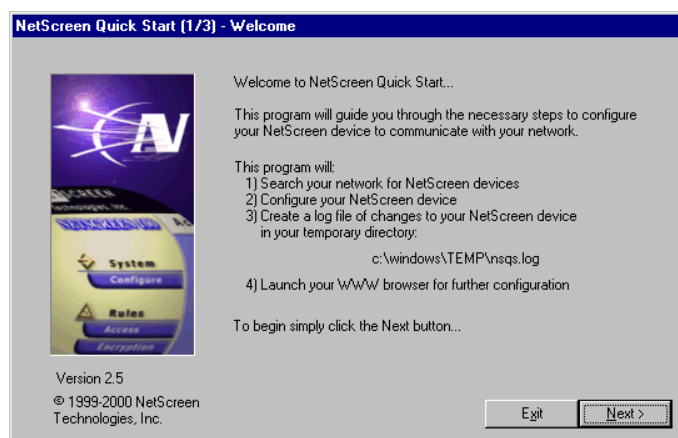 NetScreen Quick Start (1/3) - Welcome
Welcome to NetScreen Quick Start...
This program will guide you through the necessary steps to configure
your NetScreen device to communicate with your network.
This program will:
1) Search your network for NetScreen devices
2) Configure your NetScreen device
3) Create a log file of changes to your NetScreen device
in your temporary directory:
c:\windows\TEMP\nsqs.log
4) Launch your WWW browser for further configuration
To begin simply click the Next button...
System
Configure
Rules
Access
Encryption
Version 2.5
© 1999-2000 NetScreen
Technologies, Inc.
Exit
Next >